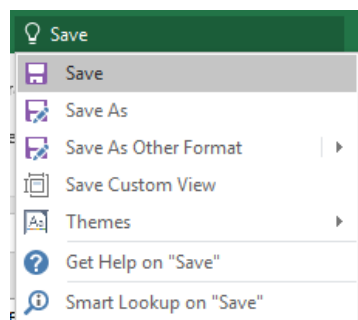 Save
Save
Save As
Save As Other Format
Save Custom View
Themes
Get Help on "Save"
Smart Lookup on "Save"